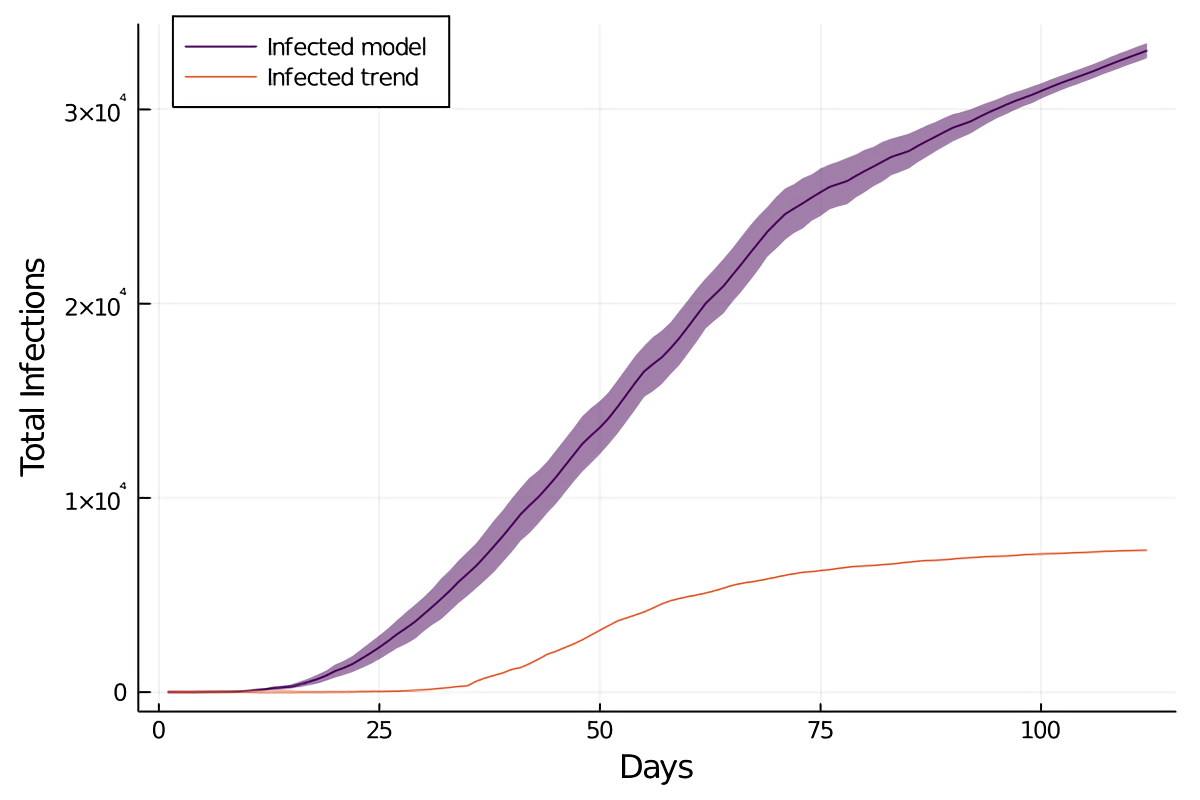 Infected model
Infected trend
3×10⁴
2×10⁴
1×10⁴
0
Total Infections
0 25 50 75 100
Days